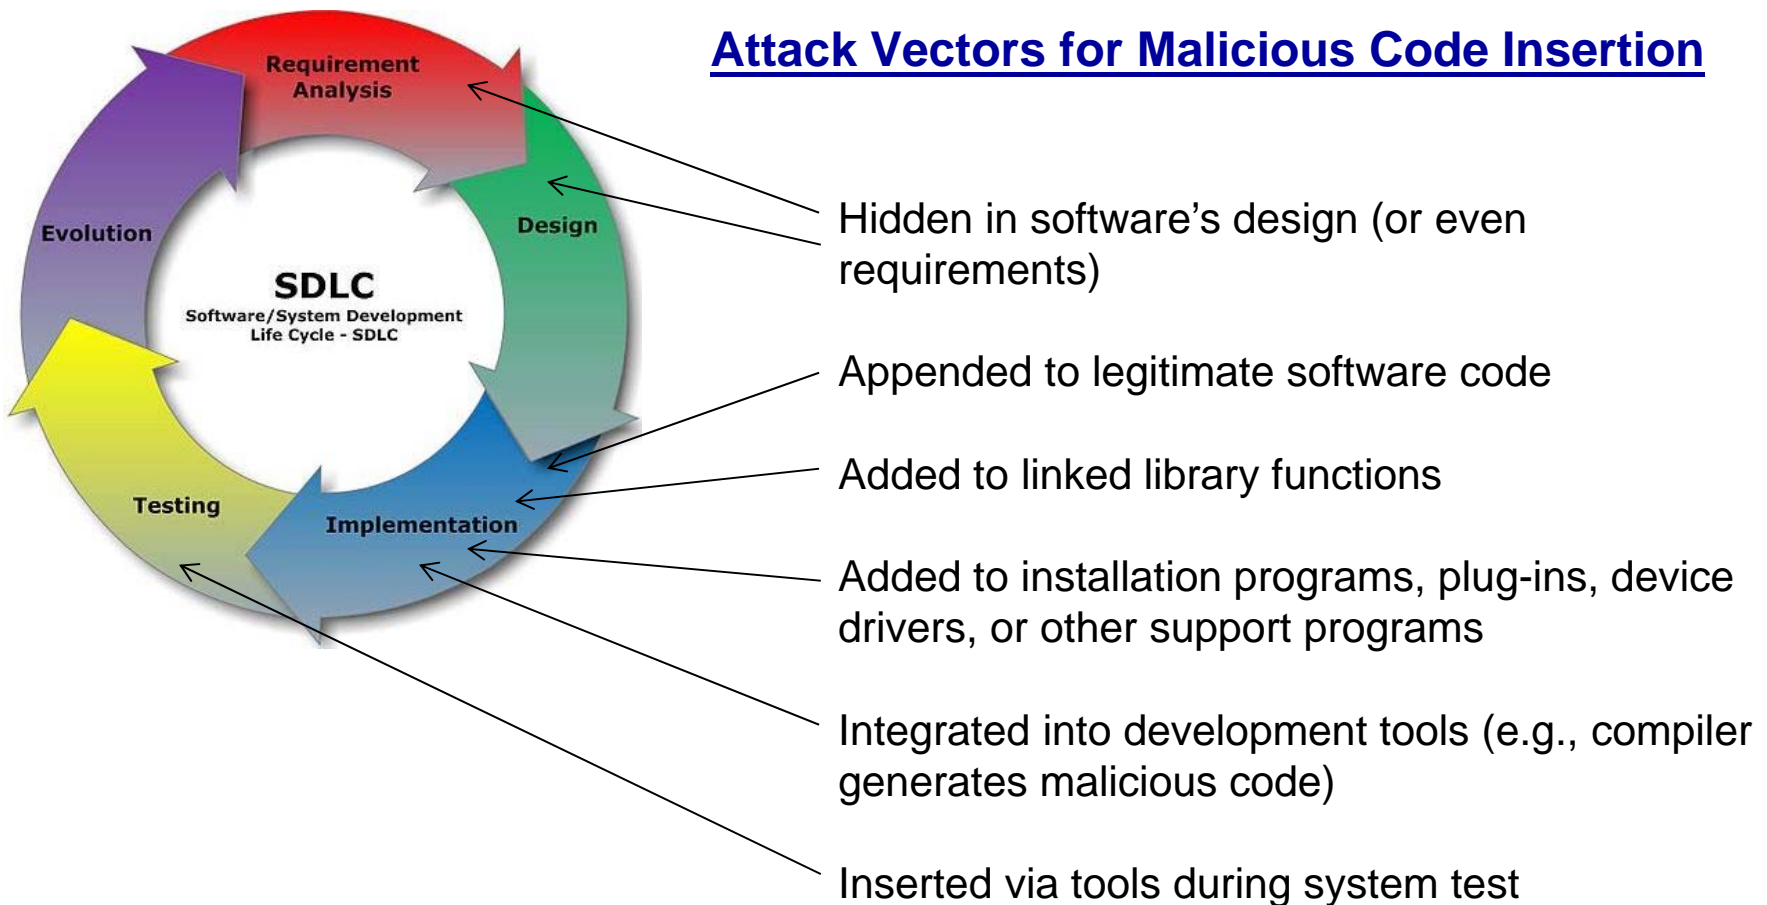 Attack Vectors for Malicious Code Insertion
Requirement
Analysis
Design
Evolution
SDLC
Software/System Development
Life Cycle - SDLC
Testing
Implementation
Hidden in software’s design (or even
requirements)
Appended to legitimate software code
Added to linked library functions
Added to installation programs, plug-ins, device
drivers, or other support programs
Integrated into development tools (e.g., compiler
generates malicious code)
Inserted via tools during system test